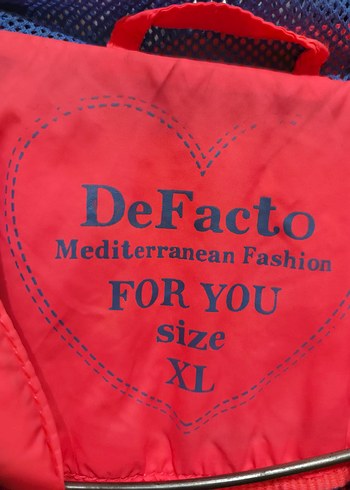 DeFacto
Mediterranean Fashion
FOR YOU
size
XL